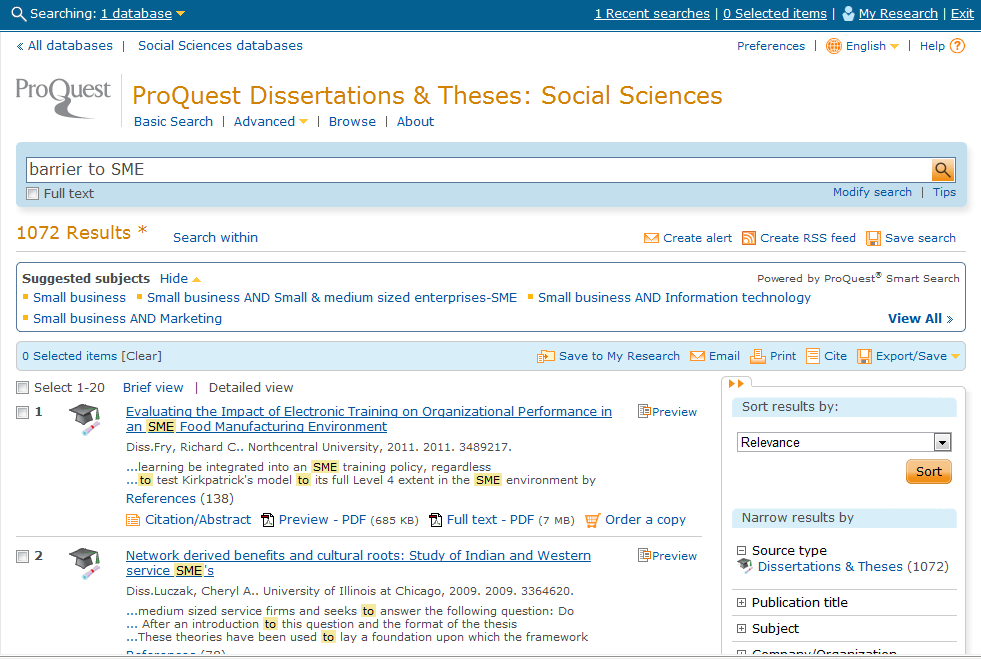 Searching: 1 database
1 Recent searches | 0 Selected items | My Research | Exit
« All databases | Social Sciences databases
Preferences | English | Help ?
ProQuest
ProQuest Dissertations & Theses: Social Sciences
Basic Search | Advanced | Browse | About
barrier to SME
Full text
Modify search | Tips
1072 Results *
Search within
Create alert Create RSS feed Save search
Suggested subjects Hide
Powered by ProQuest® Smart Search
Small business Small business AND Small & medium sized enterprises-SME Small business AND Information technology
Small business AND Marketing
View All »
0 Selected items [Clear]
Save to My Research Email Print Cite Export/Save
Select 1-20 Brief view | Detailed view
1
Evaluating the Impact of Electronic Training on Organizational Performance in
an SME Food Manufacturing Environment
Preview
Diss.Fry, Richard C.. Northcentral University, 2011. 2011. 3489217.
...learning be integrated into an SME training policy, regardless
...to test Kirkpatrick's model to its full Level 4 extent in the SME environment by
References (138)
Citation/Abstract Preview - PDF (685 KB) Full text - PDF (7 MB) Order a copy
2
Network derived benefits and cultural roots: Study of Indian and Western
service SME's
Preview
Diss.Luczak, Cheryl A.. University of Illinois at Chicago, 2009. 2009. 3364620.
...medium sized service firms and seeks to answer the following question: Do
... After an introduction to this question and the format of the thesis
...These theories have been used to lay a foundation upon which the framework
References
Sort results by:
Relevance
Sort
Narrow results by
Source type
Dissertations & Theses (1072)
Publication title
Subject
Company/Organization